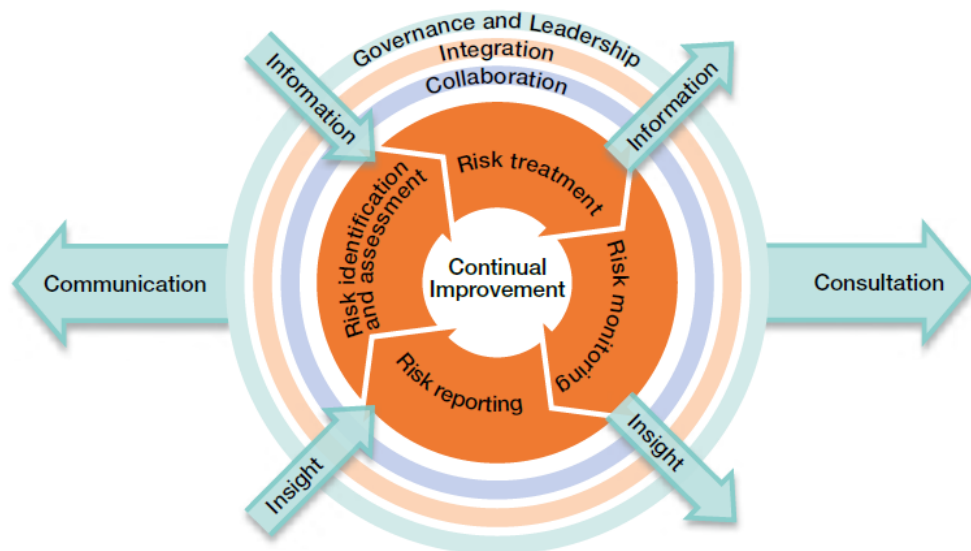 Governance and Leadership
Integration
Collaboration
Information
Information
Risk treatment
Risk identification
and assessment
Continual
Improvement
Communication
Consultation
Risk monitoring
Risk reporting
Insight
Insight